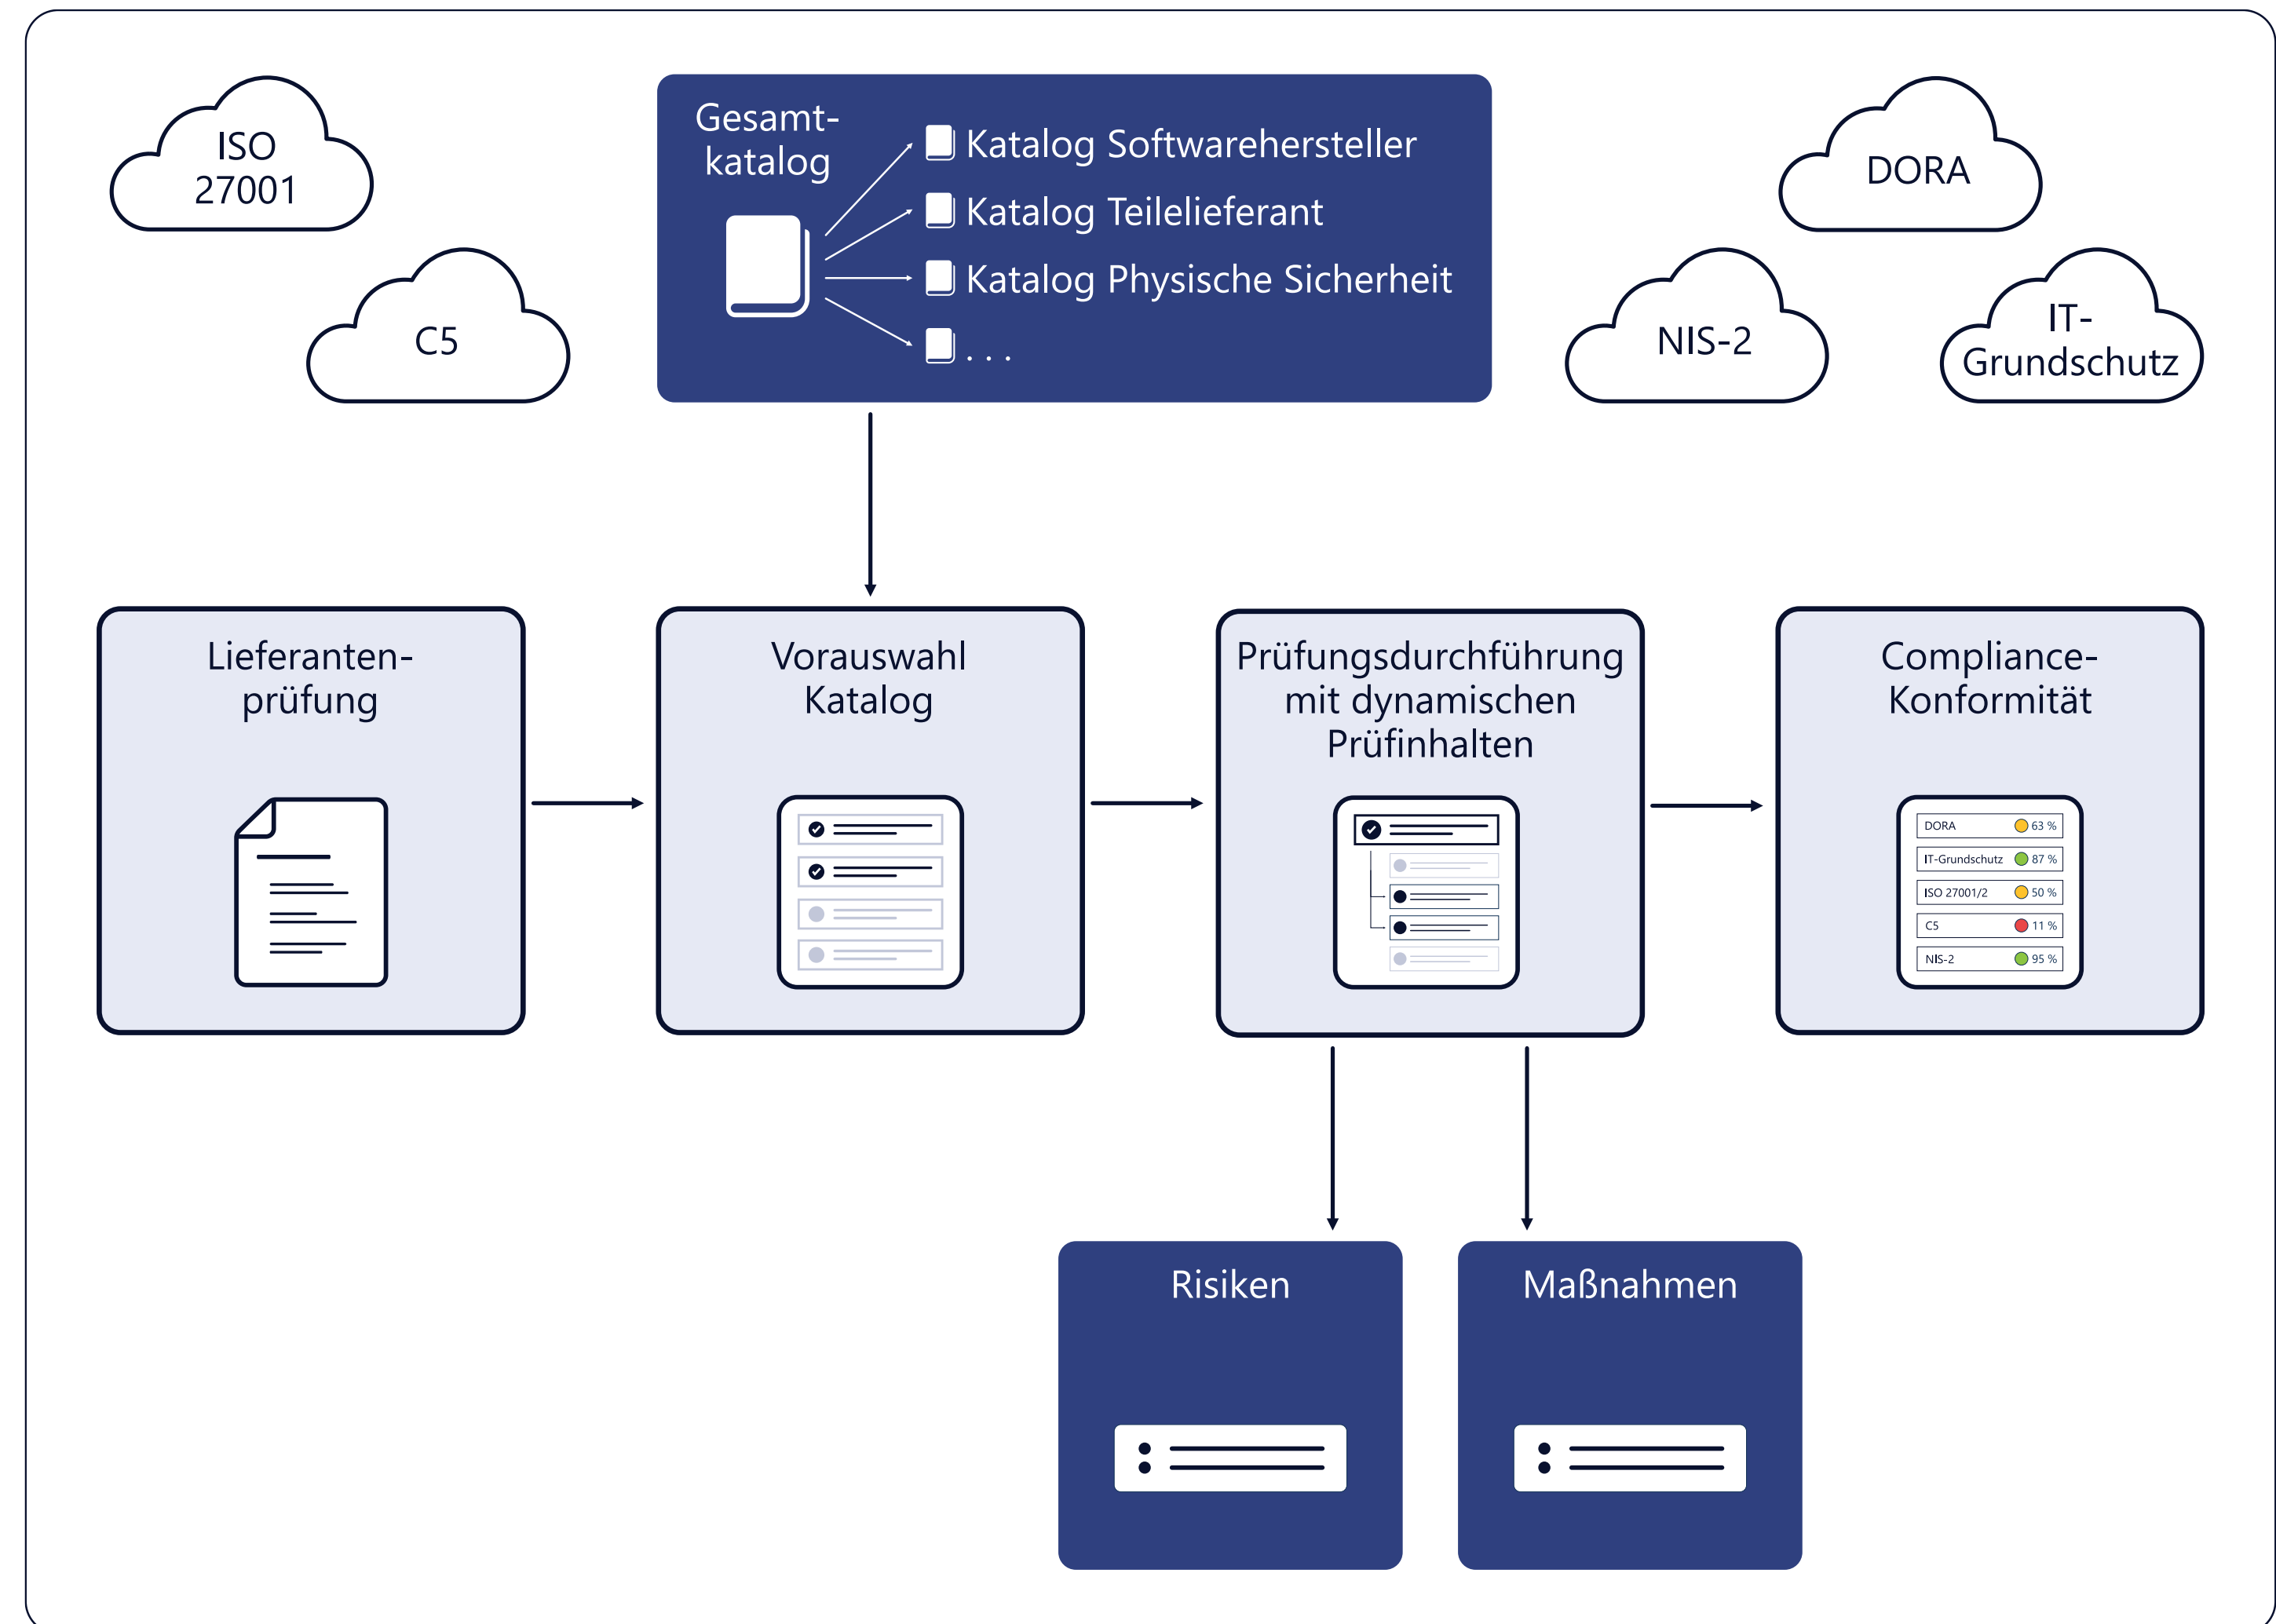 ISO
27001
C5
Gesamt-
katalog
Katalog Softwarehersteller
Katalog Teilelieferant
Katalog Physische Sicherheit
. . .
DORA
NIS-2
IT-
Grundschutz
Lieferanten-
prüfung
Vorauswahl
Katalog
Prüfungsdurchführung
mit dynamischen
Prüfinhalten
Compliance-
Konformität
DORA 63 %
IT-Grundschutz 87 %
ISO 27001/2 50 %
C5 11 %
NIS-2 95 %
Risiken
Maßnahmen